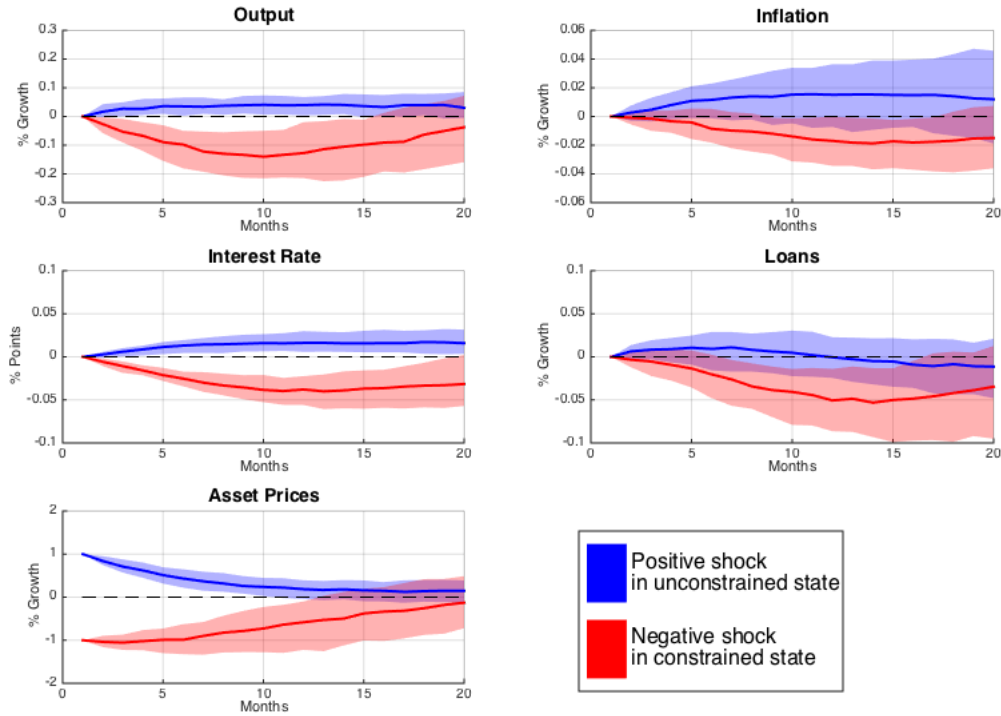 Output
0.3
0.2
0.1
0
-0.1
-0.2
-0.3
% Growth
0 5 10 15 20
Months
Inflation
0.06
0.04
0.02
0
-0.02
-0.04
-0.06
% Growth
0 5 10 15 20
Months
Interest Rate
0.1
0.05
0
-0.05
-0.1
% Points
0 5 10 15 20
Months
Loans
0.1
0.05
0
-0.05
-0.1
% Growth
0 5 10 15 20
Months
Asset Prices
2
1
0
-1
-2
% Growth
0 5 10 15 20
Months
Positive shock
in unconstrained state
Negative shock
in constrained state